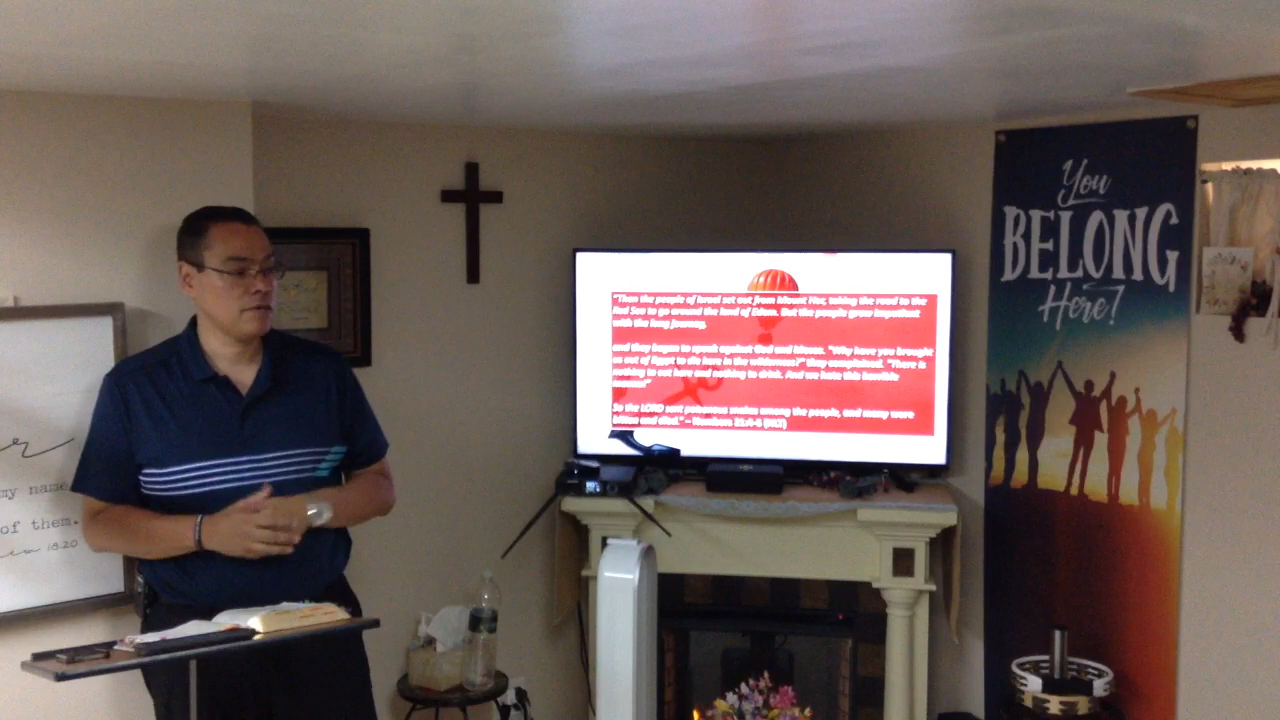 er
my name
of them.
ew 18:20
"Then the people of Israel set out from Mount Hor, taking the road to the
Red Sea to go around the land of Edom. But the people grew impatient
with the long journey,
and they began to speak against God and Moses. "Why have you brought
us out of Egypt to die here in the wilderness?" they complained. "There is
nothing to eat here and nothing to drink. And we hate this horrible
So the LORD sent poisonous snakes among the people, and many were
bitten and died." – Numbers 21:4-6 (NLT)
You
BELONG
Here!